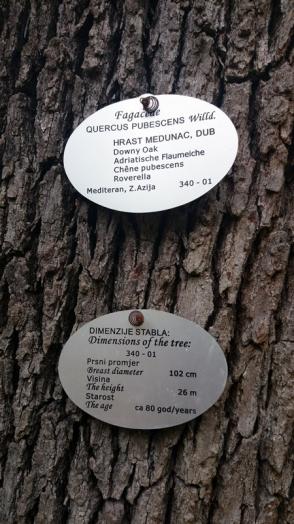 Fagaceae
QUERCUS PUBESCENS Willd.
HRAST MEDUNAC, DUB
Downy Oak
Adriatische Flaumeiche
Chêne pubescens
Roverella
Mediteran, Z.Azija 340 - 01
DIMENZIJE STABLA:
Dimensions of the tree:
340 - 01
Prsni promjer
Breast diameter 102 cm
Visina
The height 26 m
Starost
The age ca 80 god/years